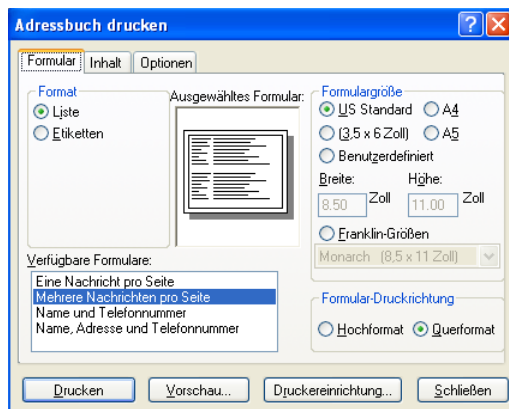 Adressbuch drucken
Formular
Inhalt
Optionen
Format
Liste
Etiketten
Ausgewähltes Formular:
Formulargröße
US Standard
A4
(3,5 x 6 Zoll)
A5
Benutzerdefiniert
Breite:
Höhe:
8.50
Zoll
11.00
Zoll
Franklin-Größen
Monarch (8,5 x 11 Zoll)
Verfügbare Formulare:
Eine Nachricht pro Seite
Mehrere Nachrichten pro Seite
Name und Telefonnummer
Name, Adresse und Telefonnummer
Formular-Druckrichtung
Hochformat
Querformat
Drucken
Vorschau...
Druckereinrichtung...
Schließen